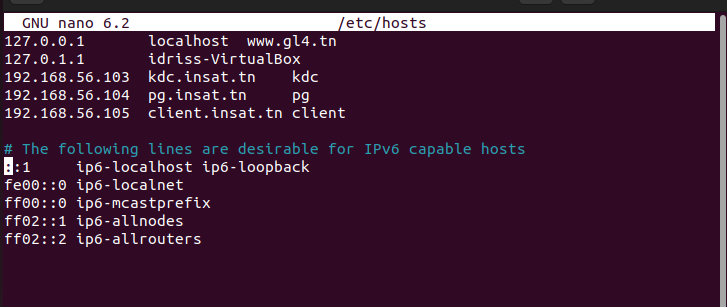 GNU nano 6.2 /etc/hosts
127.0.0.1 localhost www.gl4.tn
127.0.1.1 idriss-VirtualBox
192.168.56.103 kdc.insat.tn kdc
192.168.56.104 pg.insat.tn pg
192.168.56.105 client.insat.tn client
# The following lines are desirable for IPv6 capable hosts
::1 ip6-localhost ip6-loopback
fe00::0 ip6-localnet
ff00::0 ip6-mcastprefix
ff02::1 ip6-allnodes
ff02::2 ip6-allrouters